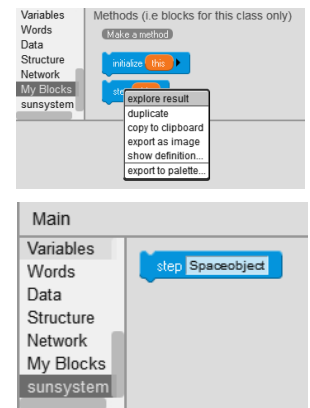 Variables
Words
Data
Structure
Network
My Blocks
sunsystem
Methods (i.e blocks for this class only)
Make a method
initialize this
explore result
duplicate
copy to clipboard
export as image
show definition...
export to palette...
Main
Variables
Words
Data
Structure
Network
My Blocks
sunsystem
step Spaceobject